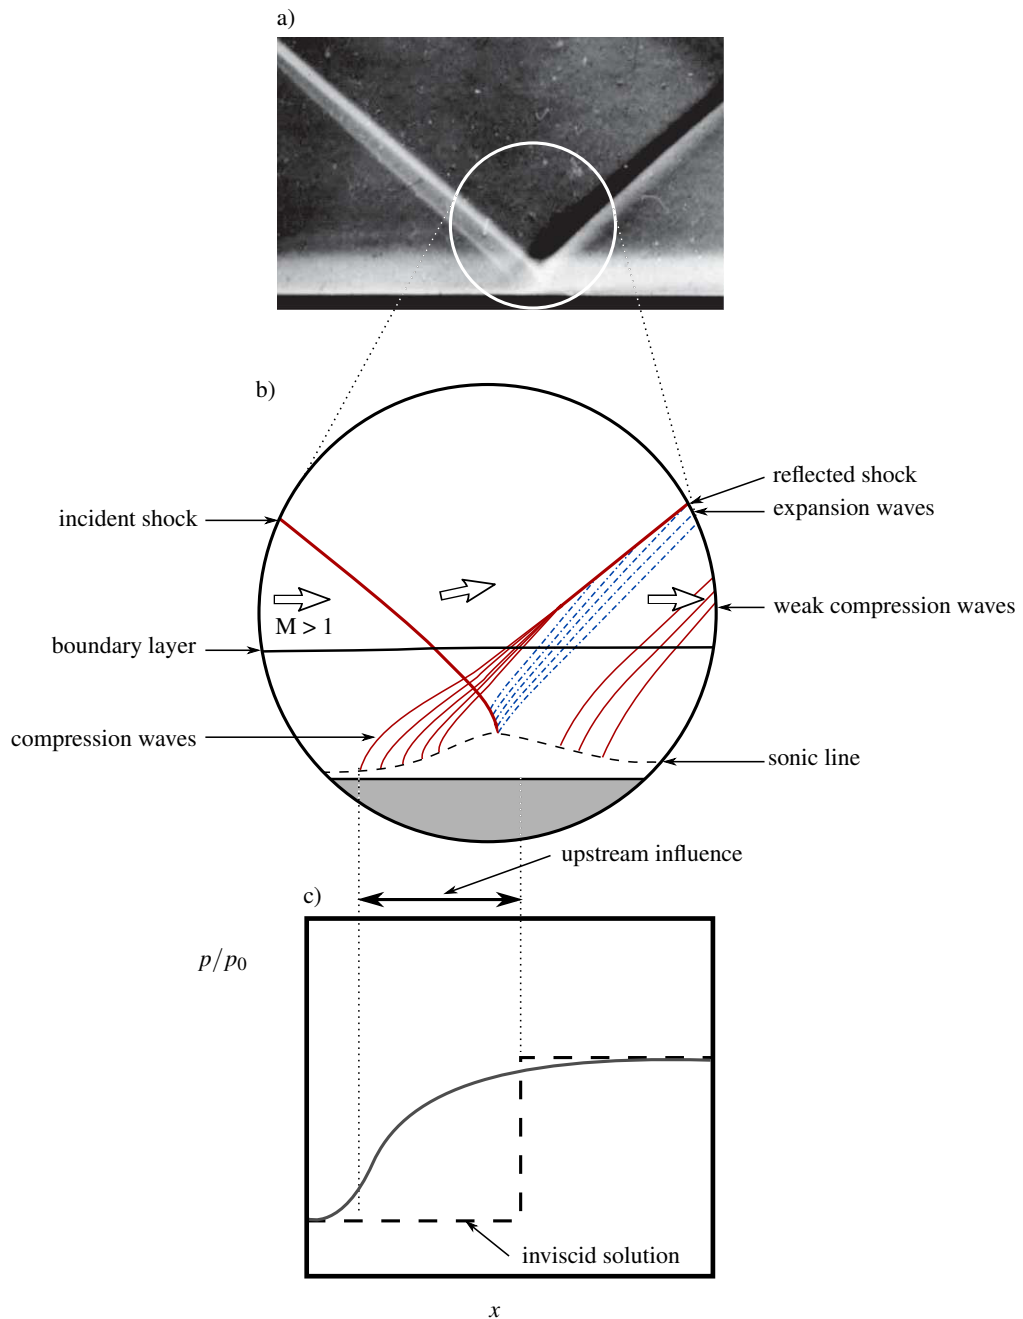 a)
b)
reflected shock
expansion waves
incident shock
weak compression waves
M > 1
boundary layer
compression waves
sonic line
upstream influence
c)
p/p0
inviscid solution
x